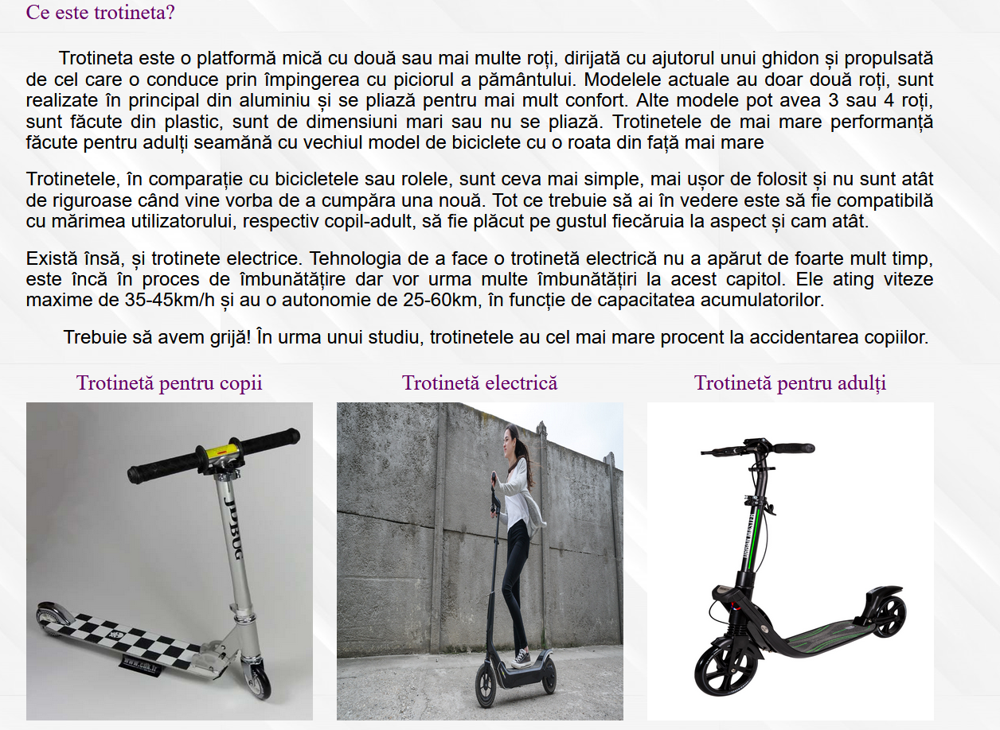 Ce este trotineta?
Trotineta este o platformă mică cu două sau mai multe roți, dirijată cu ajutorul unui ghidon și propulsată
de cel care o conduce prin împingerea cu piciorul a pământului. Modelele actuale au doar două roți, sunt
realizate în principal din aluminiu și se pliază pentru mai mult confort. Alte modele pot avea 3 sau 4 roți,
sunt făcute din plastic, sunt de dimensiuni mari sau nu se pliază. Trotinetele de mai mare performanță
făcute pentru adulți seamănă cu vechiul model de biciclete cu o roata din față mai mare
Trotinetele, în comparație cu bicicletele sau rolele, sunt ceva mai simple, mai ușor de folosit și nu sunt atât
de riguroase când vine vorba de a cumpăra una nouă. Tot ce trebuie să ai în vedere este să fie compatibilă
cu mărimea utilizatorului, respectiv copil-adult, să fie plăcut pe gustul fiecăruia la aspect și cam atât.
Există însă, și trotinete electrice. Tehnologia de a face o trotinetă electrică nu a apărut de foarte mult timp,
este încă în proces de îmbunătățire dar vor urma multe îmbunătățiri la acest capitol. Ele ating viteze
maxime de 35-45km/h și au o autonomie de 25-60km, în funcție de capacitatea acumulatorilor.
Trebuie să avem grijă! În urma unui studiu, trotinetele au cel mai mare procent la accidentarea copiilor.
Trotinetă pentru copii
Trotinetă electrică
Trotinetă pentru adulți
JDBUG